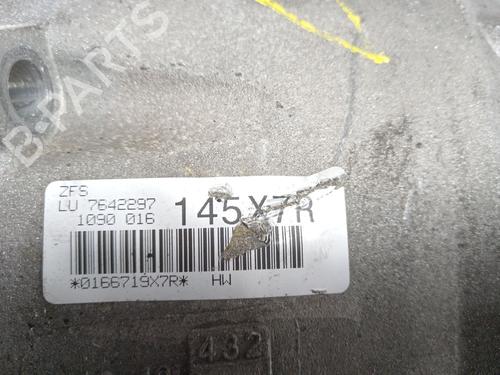 B-PARTS
ZFS
LU 7642297
1090 016 145X7R
*0166719X7R* HW
432